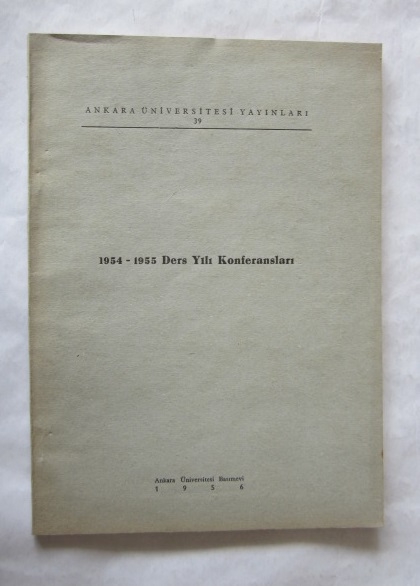 ANKARA ÜNİVERSİTESİ YAYINLARI
39
1954 - 1955 Ders Yılı Konferansları
Ankara Üniversitesi Basımevi
1 9 5 6